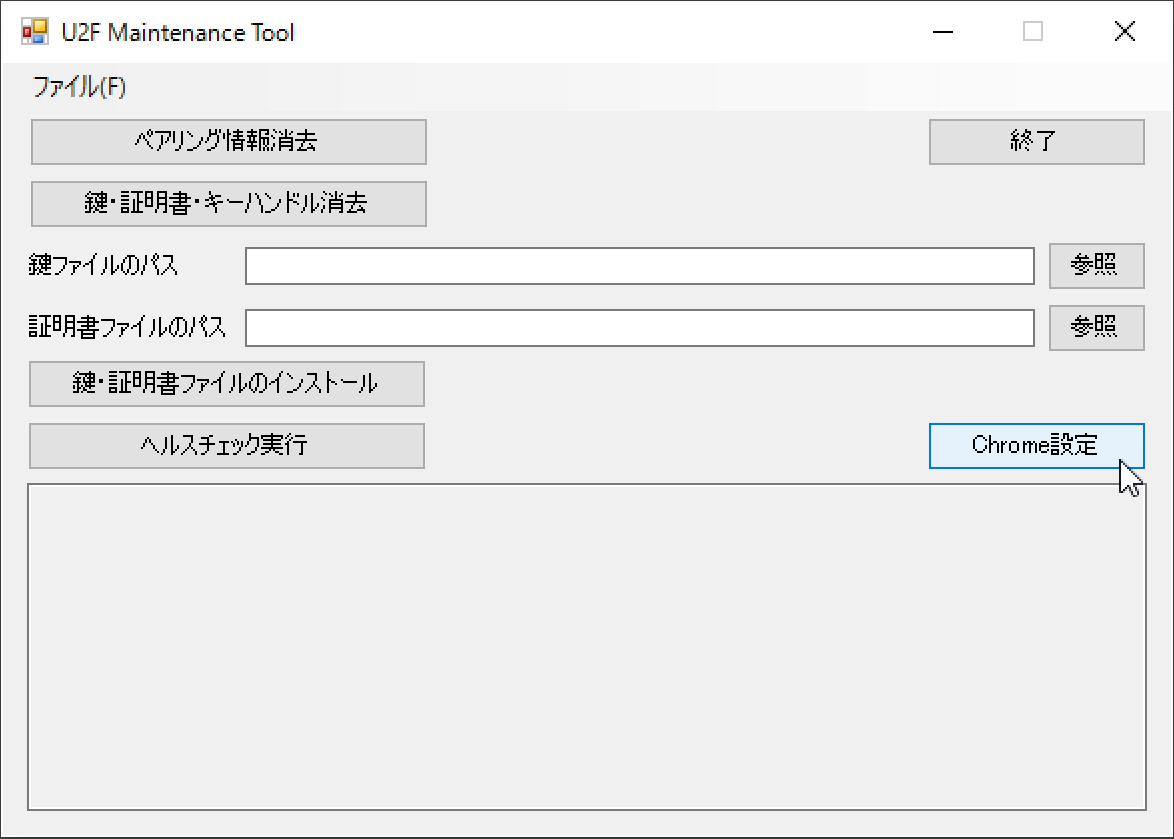 U2F Maintenance Tool
ファイル(F)
ペアリング情報消去
終了
鍵・証明書・キーハンドル消去
鍵ファイルのパス
参照
証明書ファイルのパス
参照
鍵・証明書ファイルのインストール
ヘルスチェック実行
Chrome設定